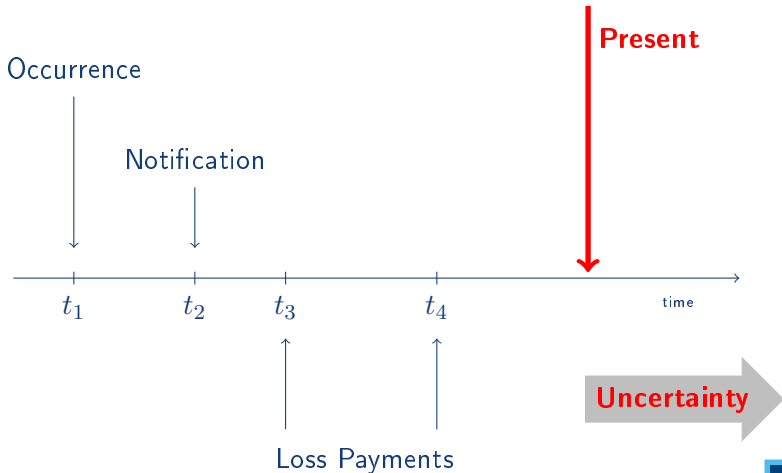 Present
Occurrence
Notification
t₁ t₂ t₃ t₄
time
Uncertainty
Loss Payments